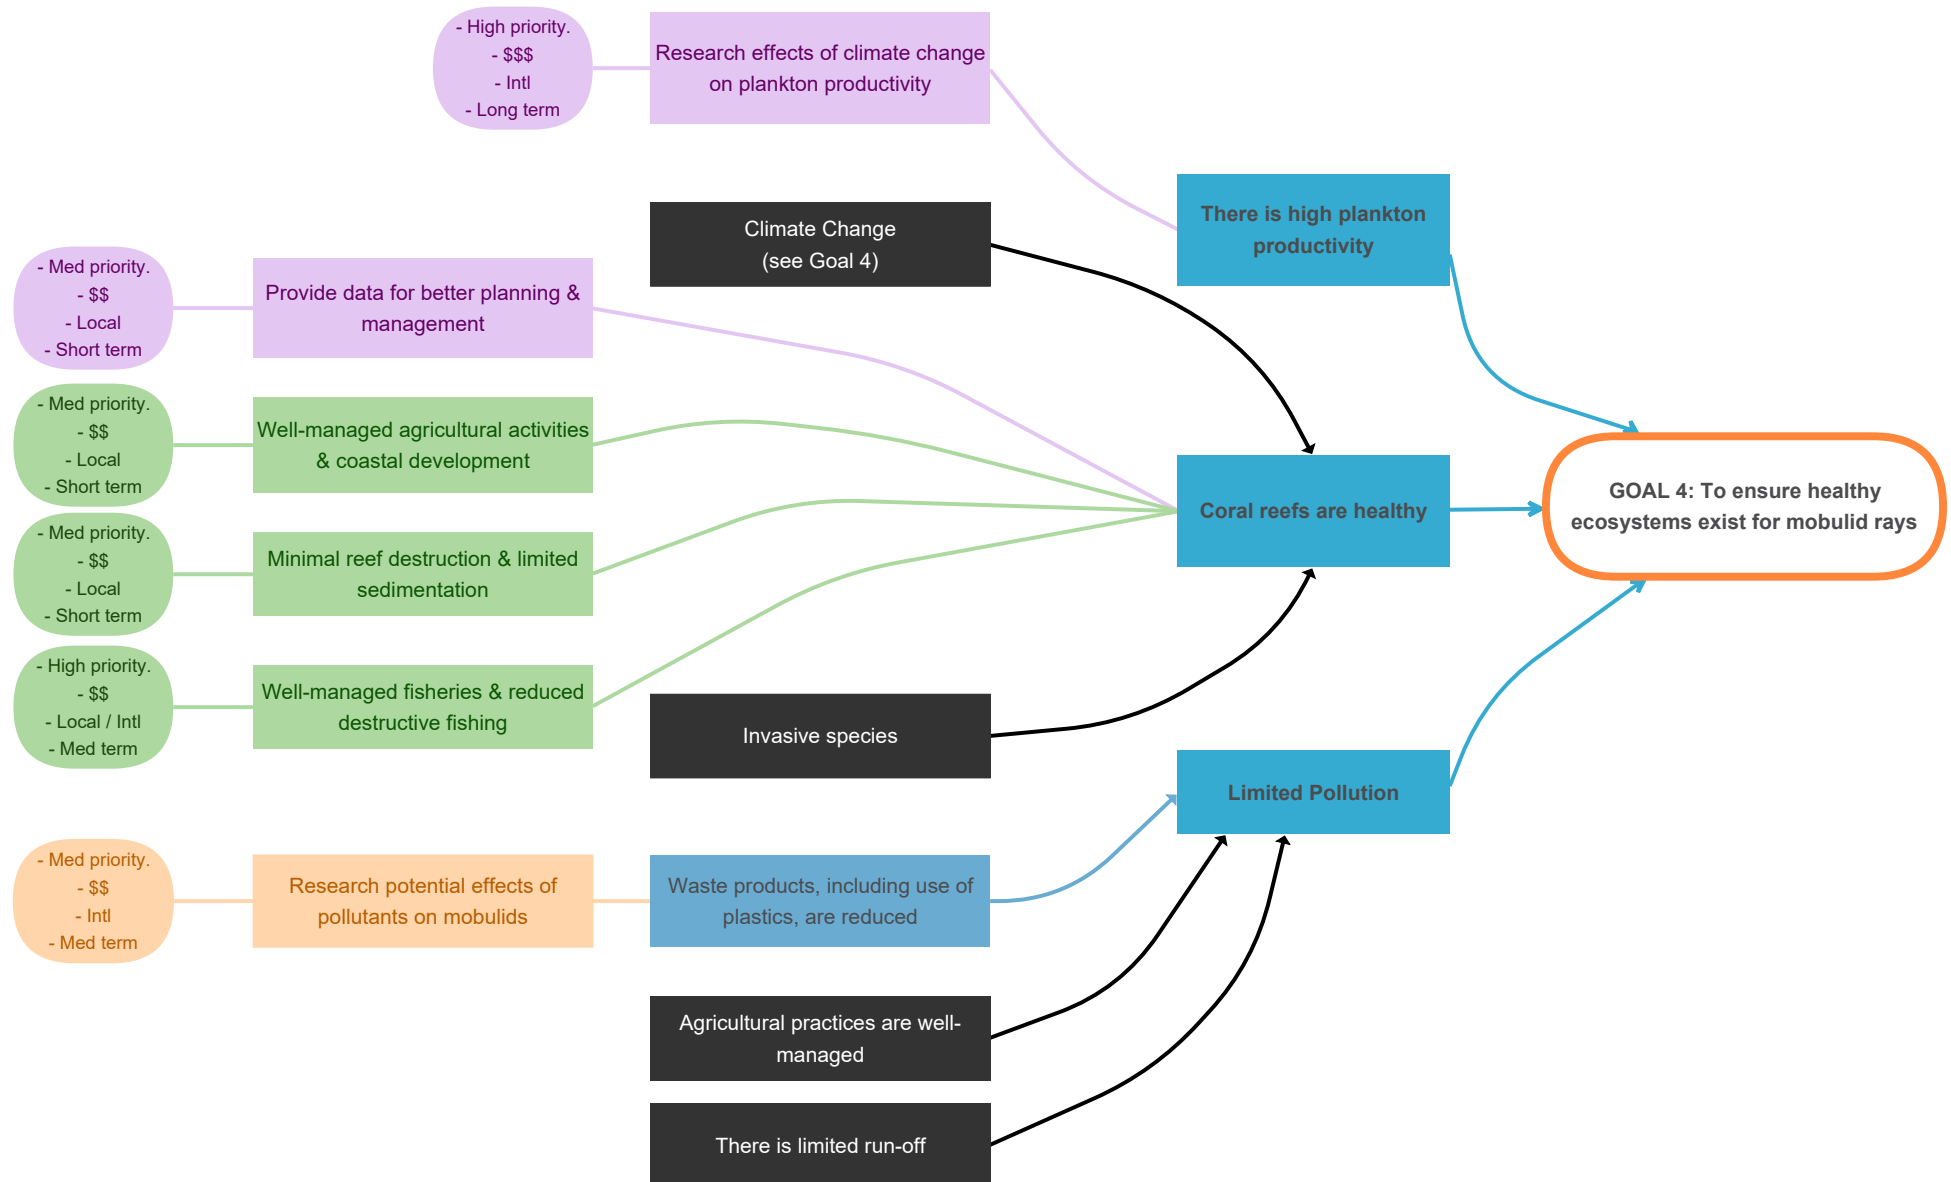 - High priority.
- $$$
- Intl
- Long term
Research effects of climate change
on plankton productivity
There is high plankton
productivity
Climate Change
(see Goal 4)
- Med priority.
- $$
- Local
- Short term
Provide data for better planning &
management
- Med priority.
- $$
- Local
- Short term
Well-managed agricultural activities
& coastal development
Coral reefs are healthy
GOAL 4: To ensure healthy
ecosystems exist for mobulid rays
- Med priority.
- $$
- Local
- Short term
Minimal reef destruction & limited
sedimentation
- High priority.
- $$
- Local / Intl
- Med term
Well-managed fisheries & reduced
destructive fishing
Invasive species
Limited Pollution
- Med priority.
- $$
- Intl
- Med term
Research potential effects of
pollutants on mobulids
Waste products, including use of
plastics, are reduced
Agricultural practices are well-
managed
There is limited run-off